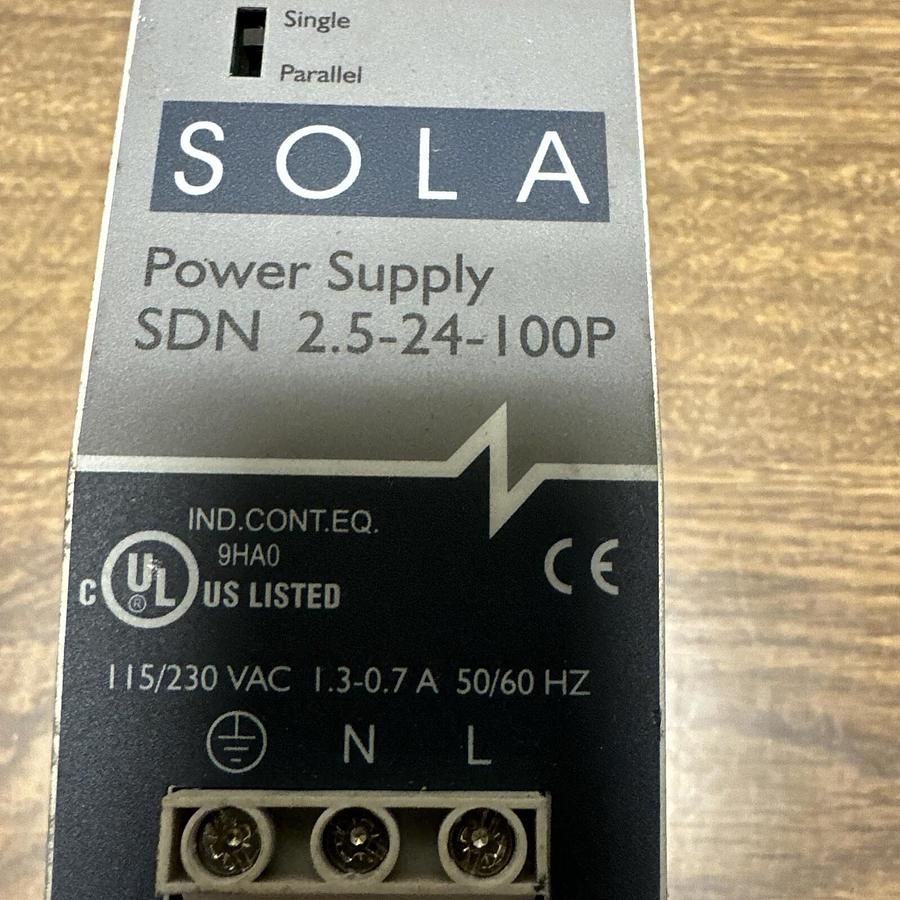 Single
Parallel
SOLA
Power Supply
SDN 2.5-24-100P
IND.CONT.EQ.
9HA0
C UL ® US LISTED
CE
115/230 VAC 1.3-0.7 A 50/60 HZ
N L